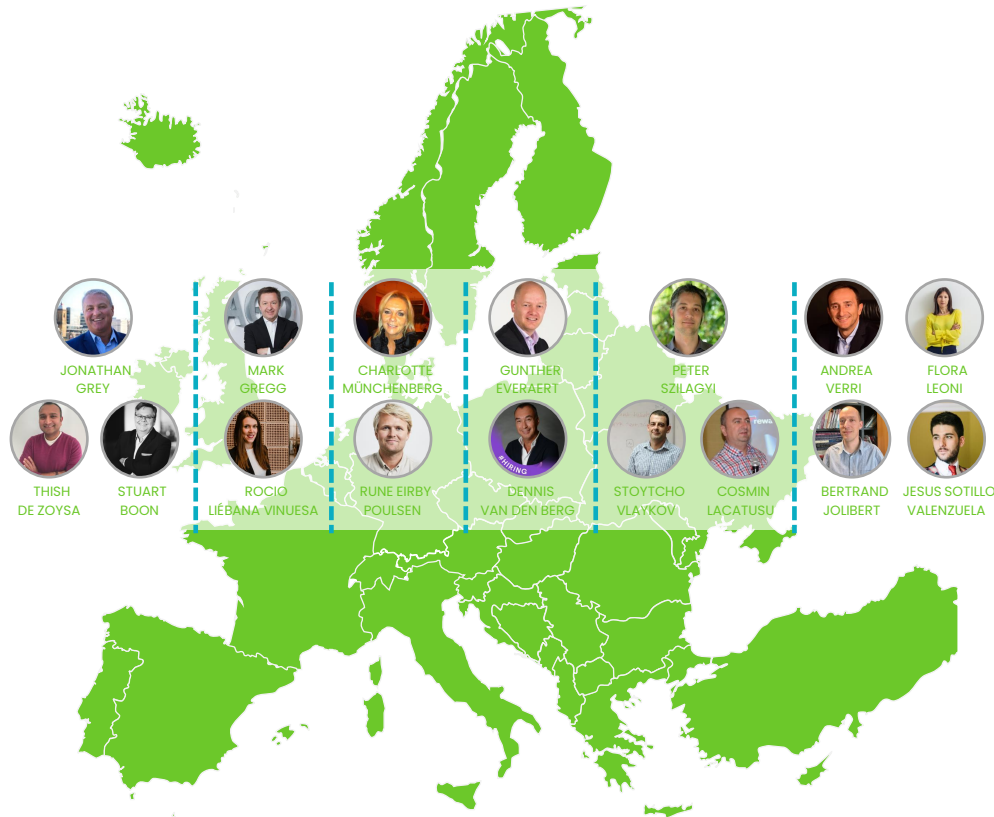 JONATHAN
GREY
MARK
GREGG
CHARLOTTE
MÜNCHENBERG
GUNTHER
EVERAERT
PETER
SZILAGYI
ANDREA
VERRI
FLORA
LEONI
THISH
DE ZOYSA
STUART
BOON
ROCIO
LIÉBANA VINUESA
RUNE EIRBY
POULSEN
#HIRING
DENNIS
VAN DEN BERG
STOYTCHO
VLAYKOV
COSMIN
LACATUSU
BERTRAND
JOLIBERT
JESUS SOTILLO
VALENZUELA